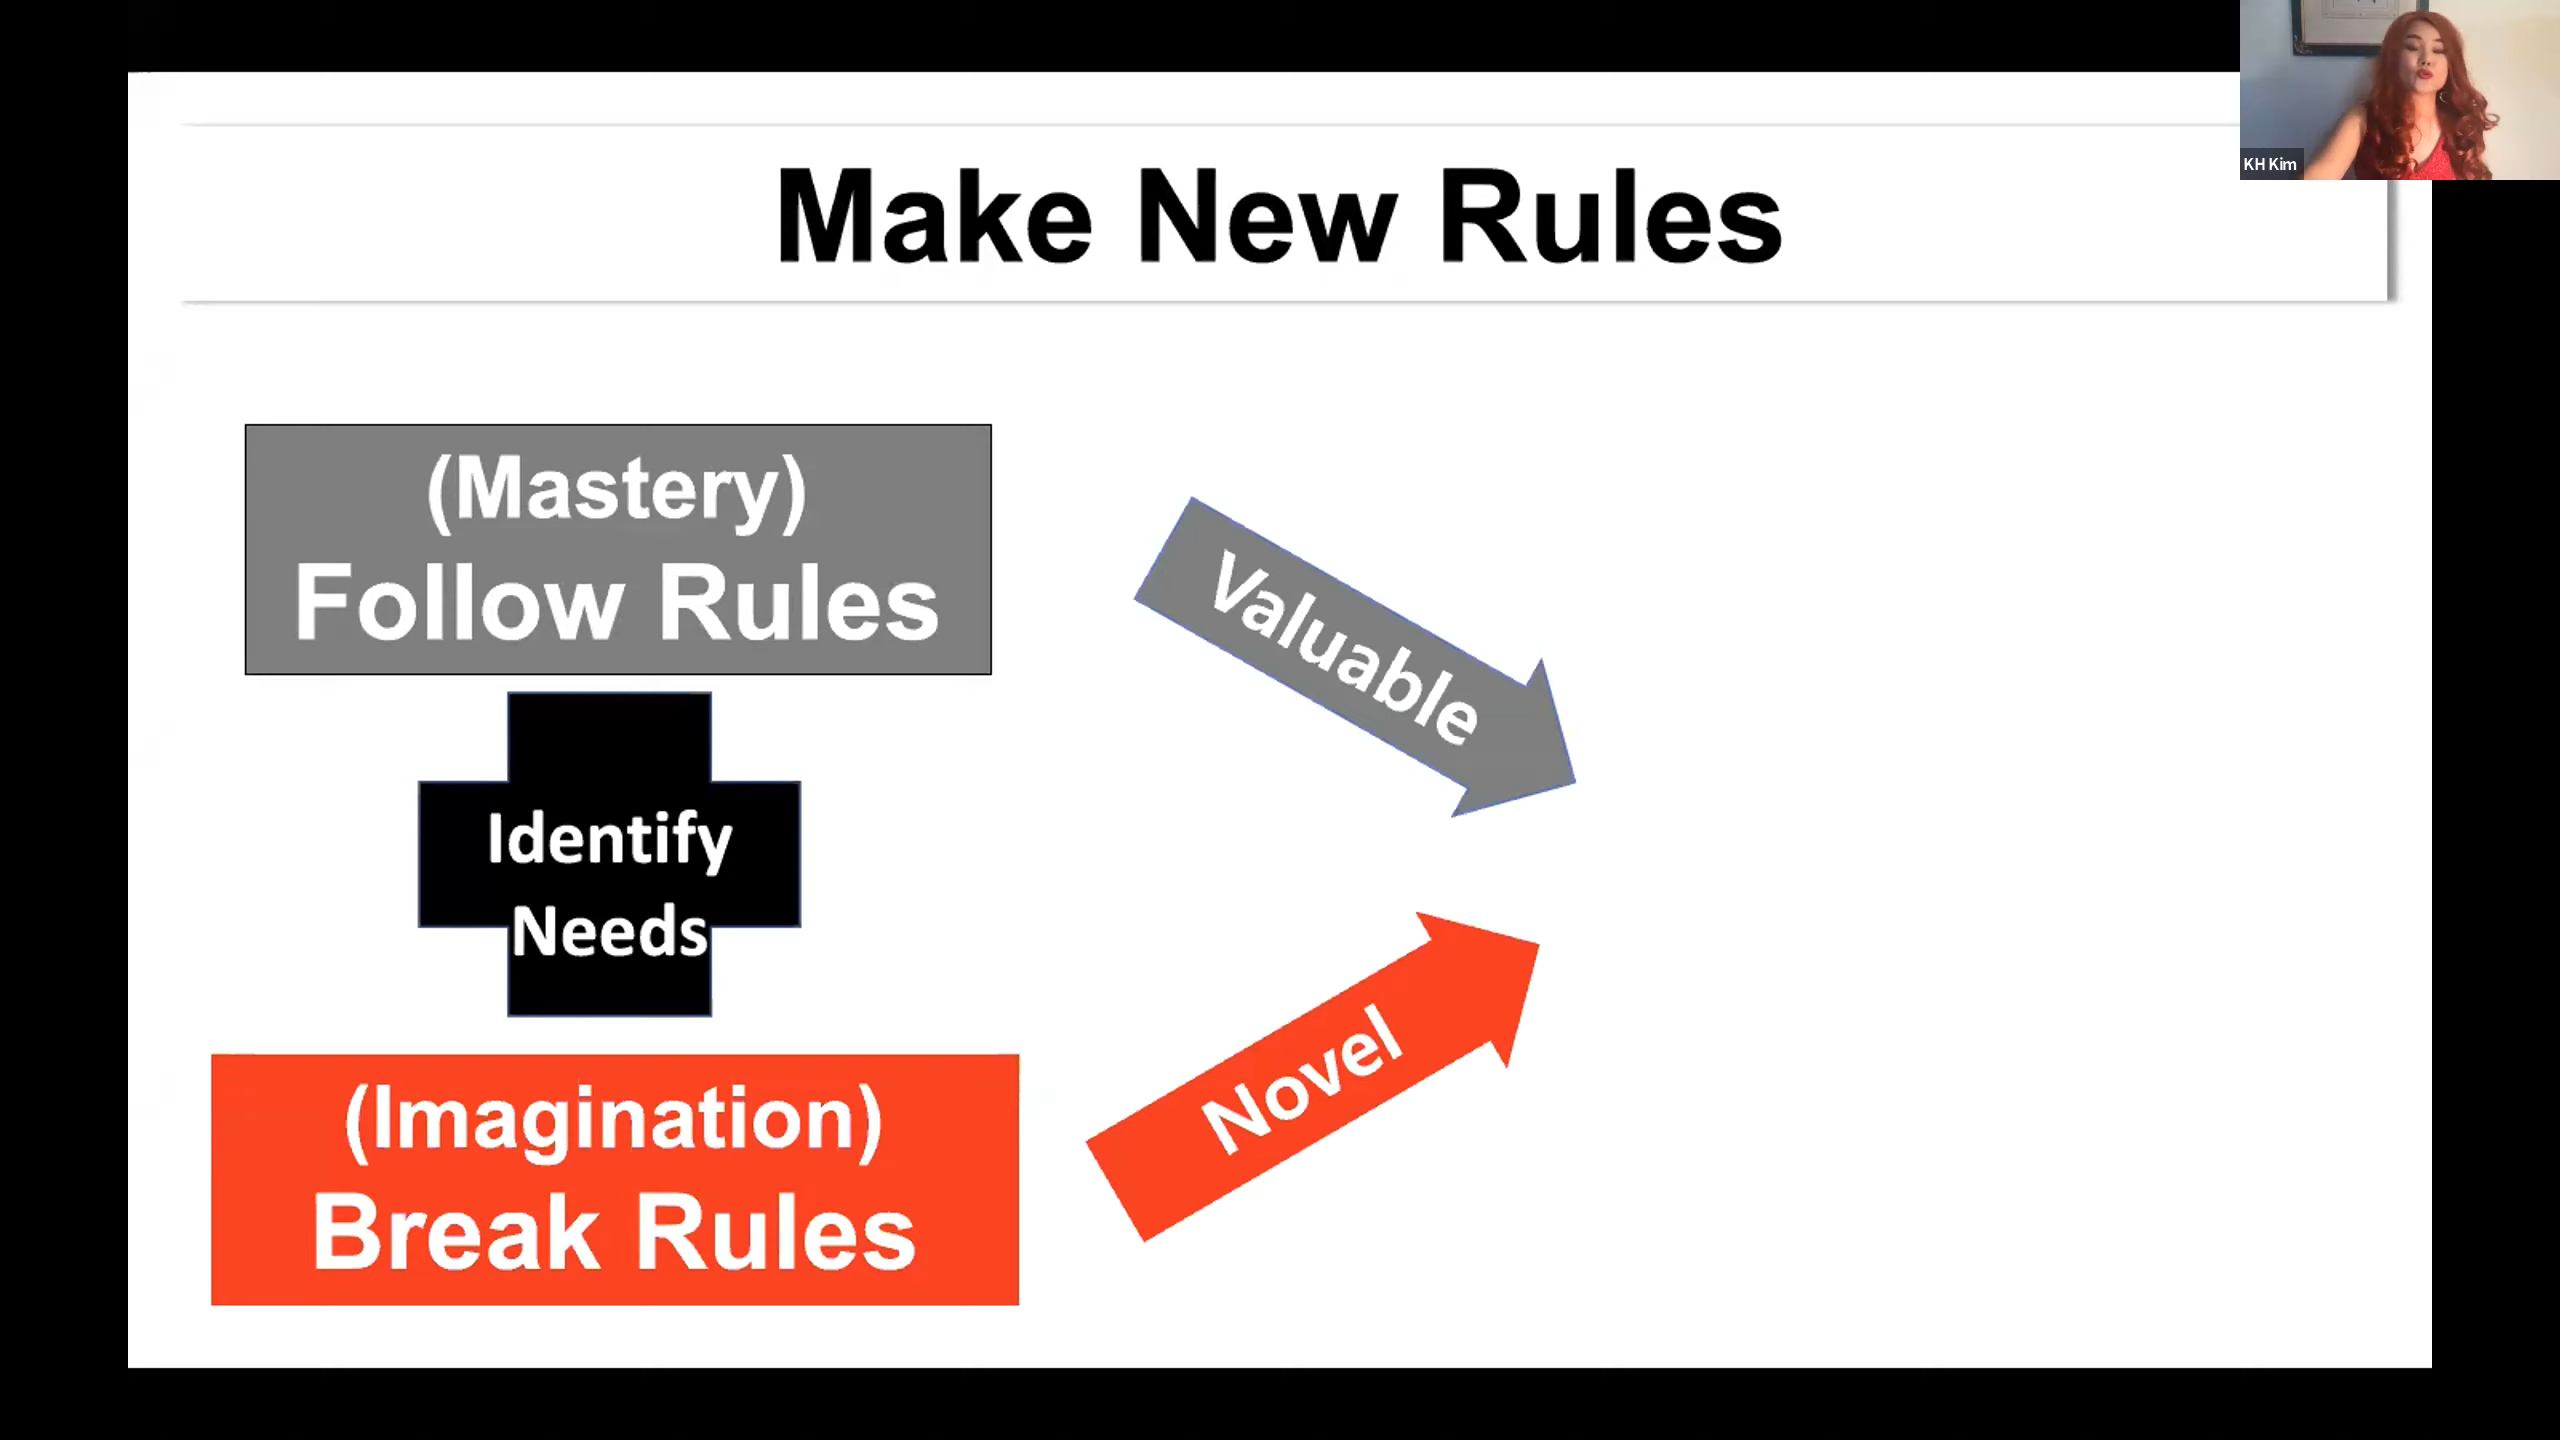 KH Kim
Make New Rules
(Mastery)
Follow Rules
Identify
Needs
(Imagination)
Break Rules
Valuable
Novel